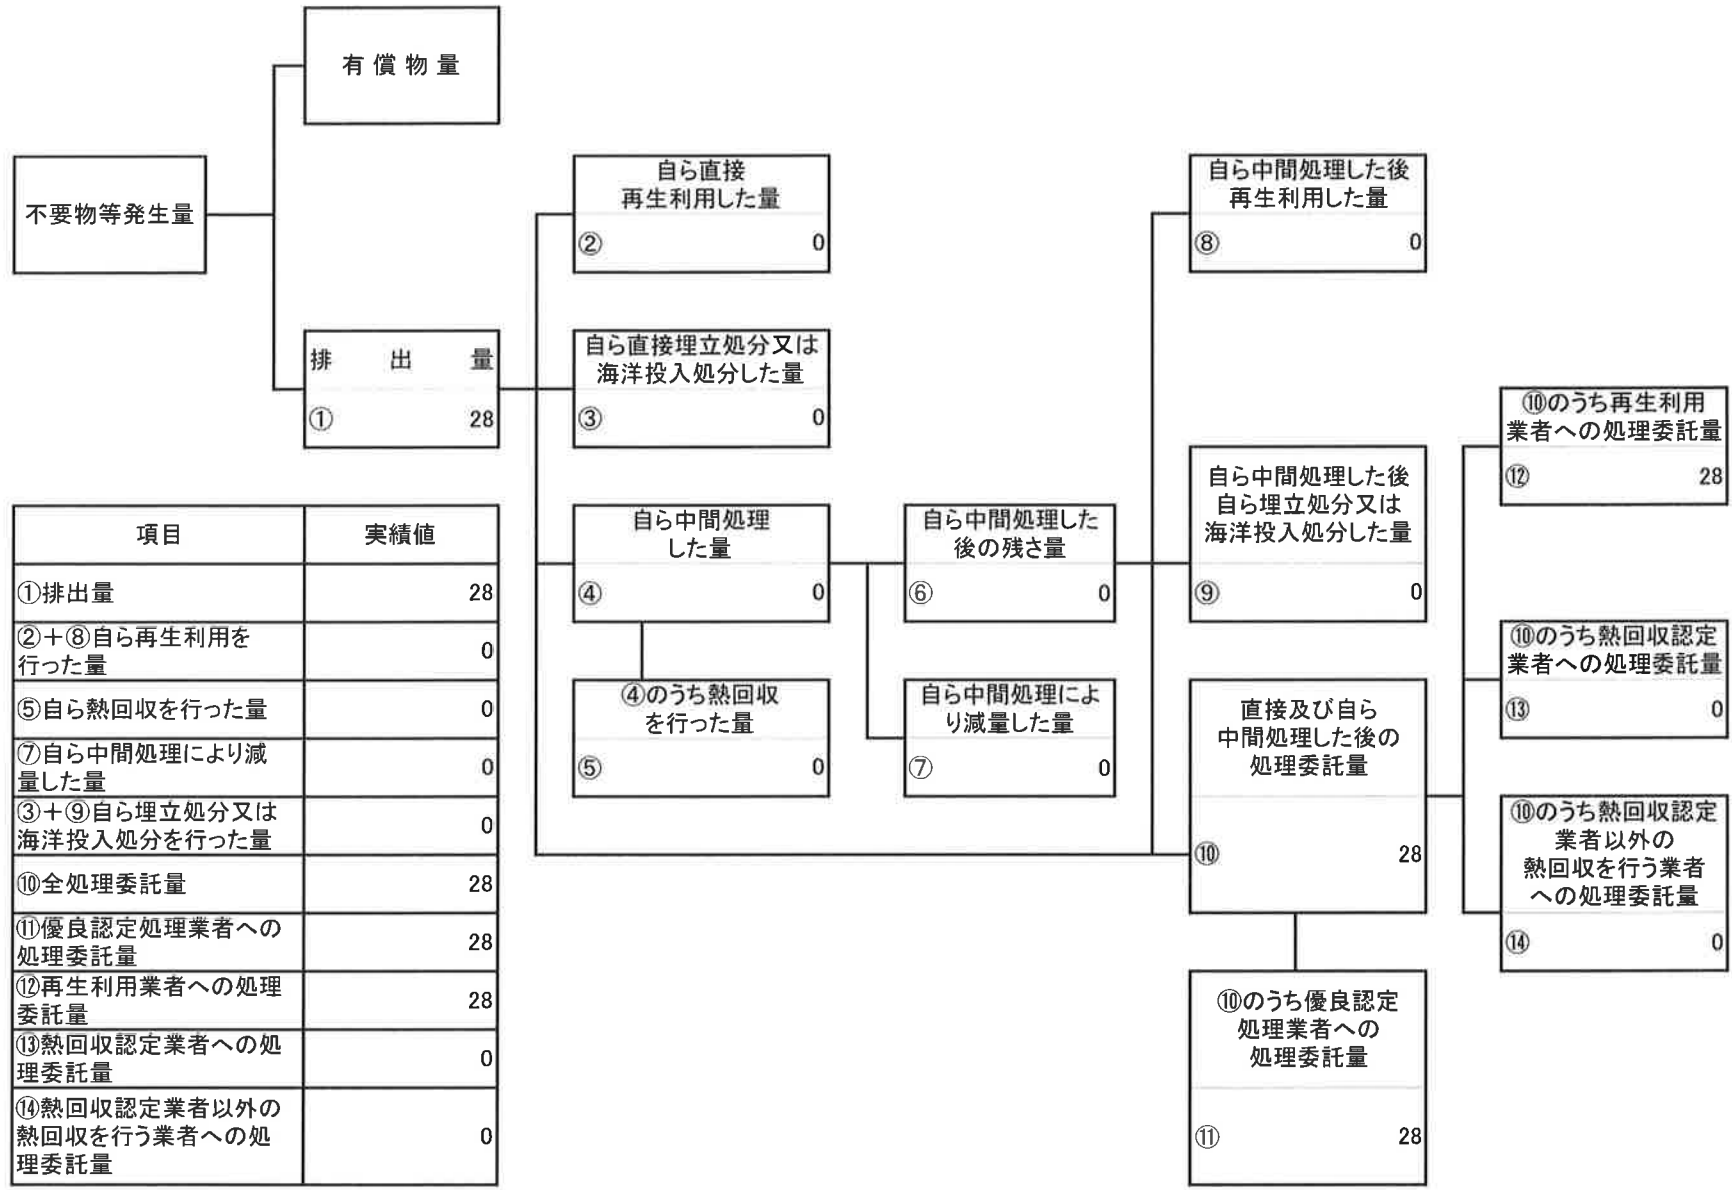 有償物量
不要物等発生量
排出量
① 28
自ら直接
再生利用した量
② 0
自ら直接埋立処分又は
海洋投入処分した量
③ 0
自ら中間処理
した量
④ 0
④のうち熱回収
を行った量
⑤ 0
自ら中間処理した
後の残さ量
⑥ 0
自ら中間処理によ
り減量した量
⑦ 0
自ら中間処理した後
再生利用した量
⑧ 0
自ら中間処理した後
自ら埋立処分又は
海洋投入処分した量
⑨ 0
直接及び自ら
中間処理した後の
処理委託量
⑩ 28
⑩のうち優良認定
処理業者への
処理委託量
⑪ 28
⑩のうち再生利用
業者への処理委託量
⑫ 28
⑩のうち熱回収認定
業者への処理委託量
⑬ 0
⑩のうち熱回収認定
業者以外の
熱回収を行う業者
への処理委託量
⑭ 0
項目 実績値
①排出量 28
②＋⑧自ら再生利用を
行った量 0
⑤自ら熱回収を行った量 0
⑦自ら中間処理により減
量した量 0
③＋⑨自ら埋立処分又は
海洋投入処分を行った量 0
⑩全処理委託量 28
⑪優良認定処理業者への
処理委託量 28
⑫再生利用業者への処理
委託量 28
⑬熱回収認定業者への処
理委託量 0
⑭熱回収認定業者以外の
熱回収を行う業者への処
理委託量 0